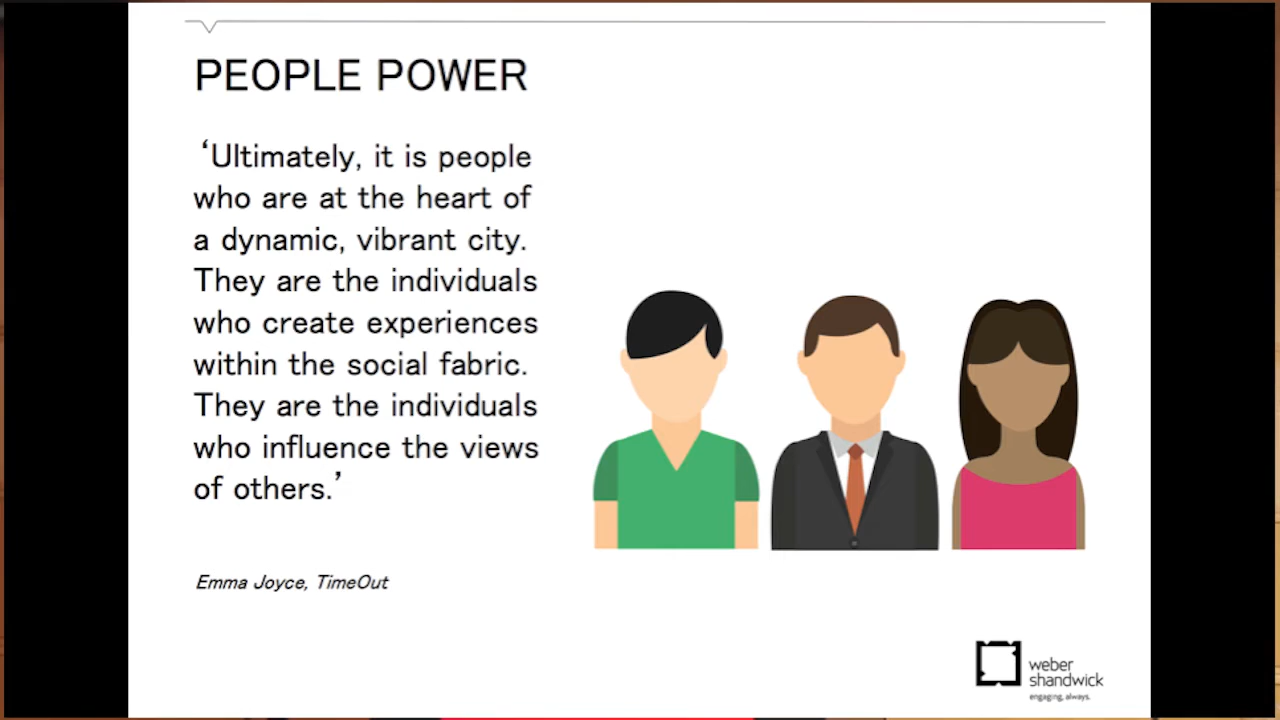 PEOPLE POWER
‘Ultimately, it is people
who are at the heart of
a dynamic, vibrant city.
They are the individuals
who create experiences
within the social fabric.
They are the individuals
who influence the views
of others.’
Emma Joyce, TimeOut
weber
shandwick
engaging, always.